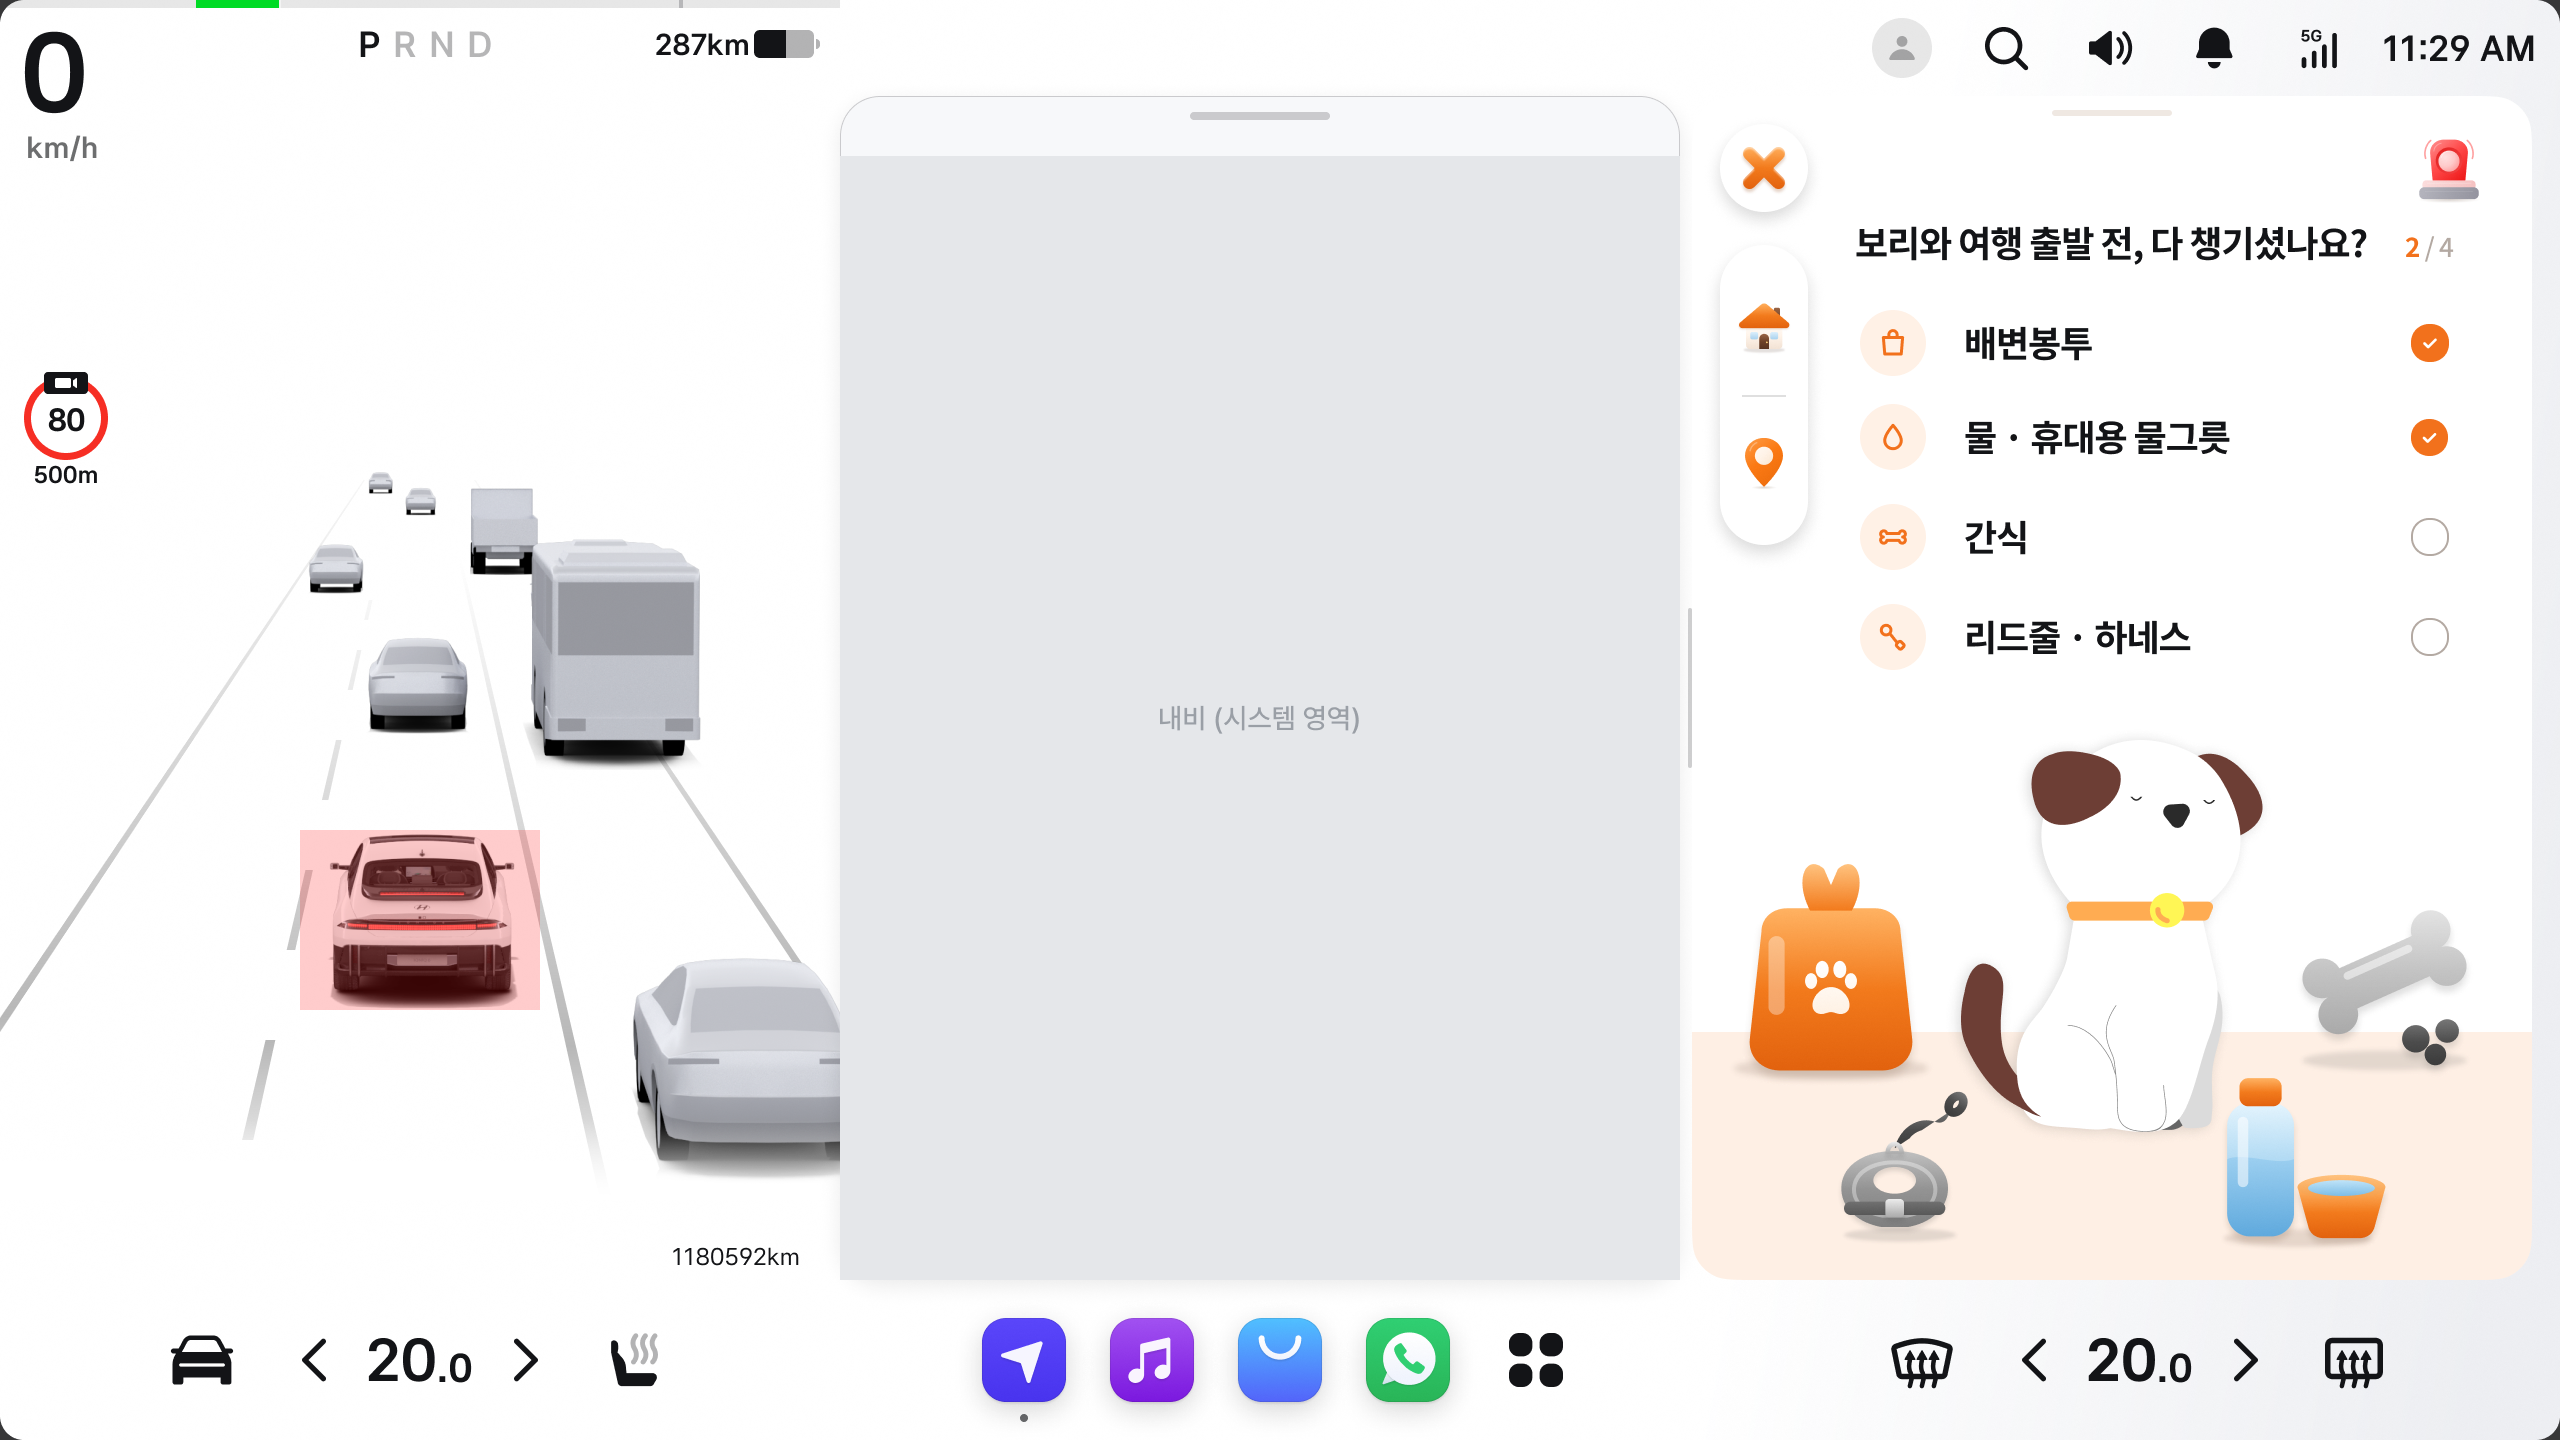 0
km/h
P R N D
287km
80
500m
1180592km
20.0
내비 (시스템 영역)
5G
11:29 AM
보리와 여행 출발 전, 다 챙기셨나요?
2 / 4
배변봉투
물 · 휴대용 물그릇
간식
리드줄 · 하네스
20.0